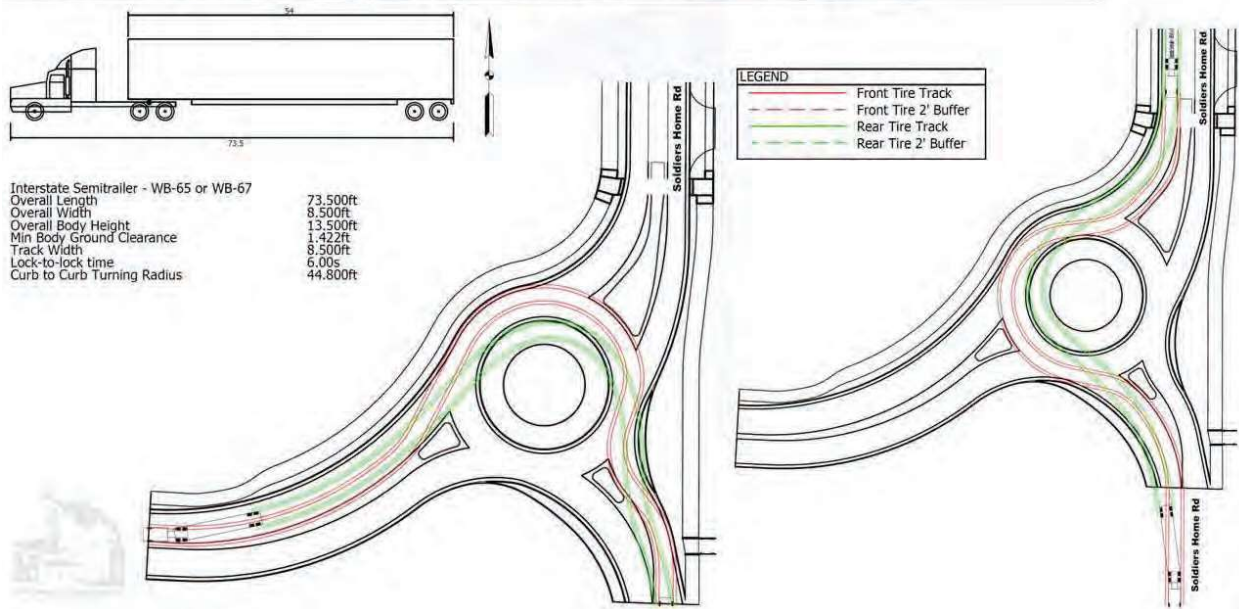 54
73.5
Interstate Semitrailer - WB-65 or WB-67
Overall Length 73.500ft
Overall Width 8.500ft
Overall Body Height 13.500ft
Min Body Ground Clearance 1.422ft
Track Width 8.500ft
Lock-to-lock time 6.00s
Curb to Curb Turning Radius 44.800ft
Soldiers Home Rd
LEGEND
Front Tire Track
Front Tire 2' Buffer
Rear Tire Track
Rear Tire 2' Buffer
Soldiers Home Rd
Soldiers Home Rd